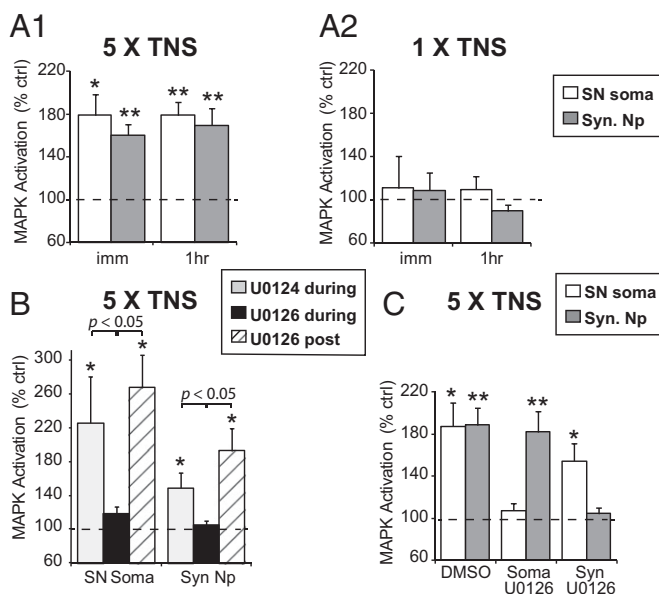 A1
5 X TNS
MAPK Activation (% ctrl)
220
180
140
100
60
* ** ** **
imm 1hr
A2
1 X TNS
MAPK Activation (% ctrl)
220
180
140
100
60
imm 1hr
SN soma
Syn. Np
B
5 X TNS
MAPK Activation (% ctrl)
300
260
220
180
140
100
60
p < 0.05
* *
p < 0.05
* *
SN Soma Syn Np
U0124 during
U0126 during
U0126 post
C
5 X TNS
SN soma
Syn. Np
MAPK Activation (% ctrl)
220
180
140
100
60
* ** ** *
DMSO Soma Syn
U0126 U0126